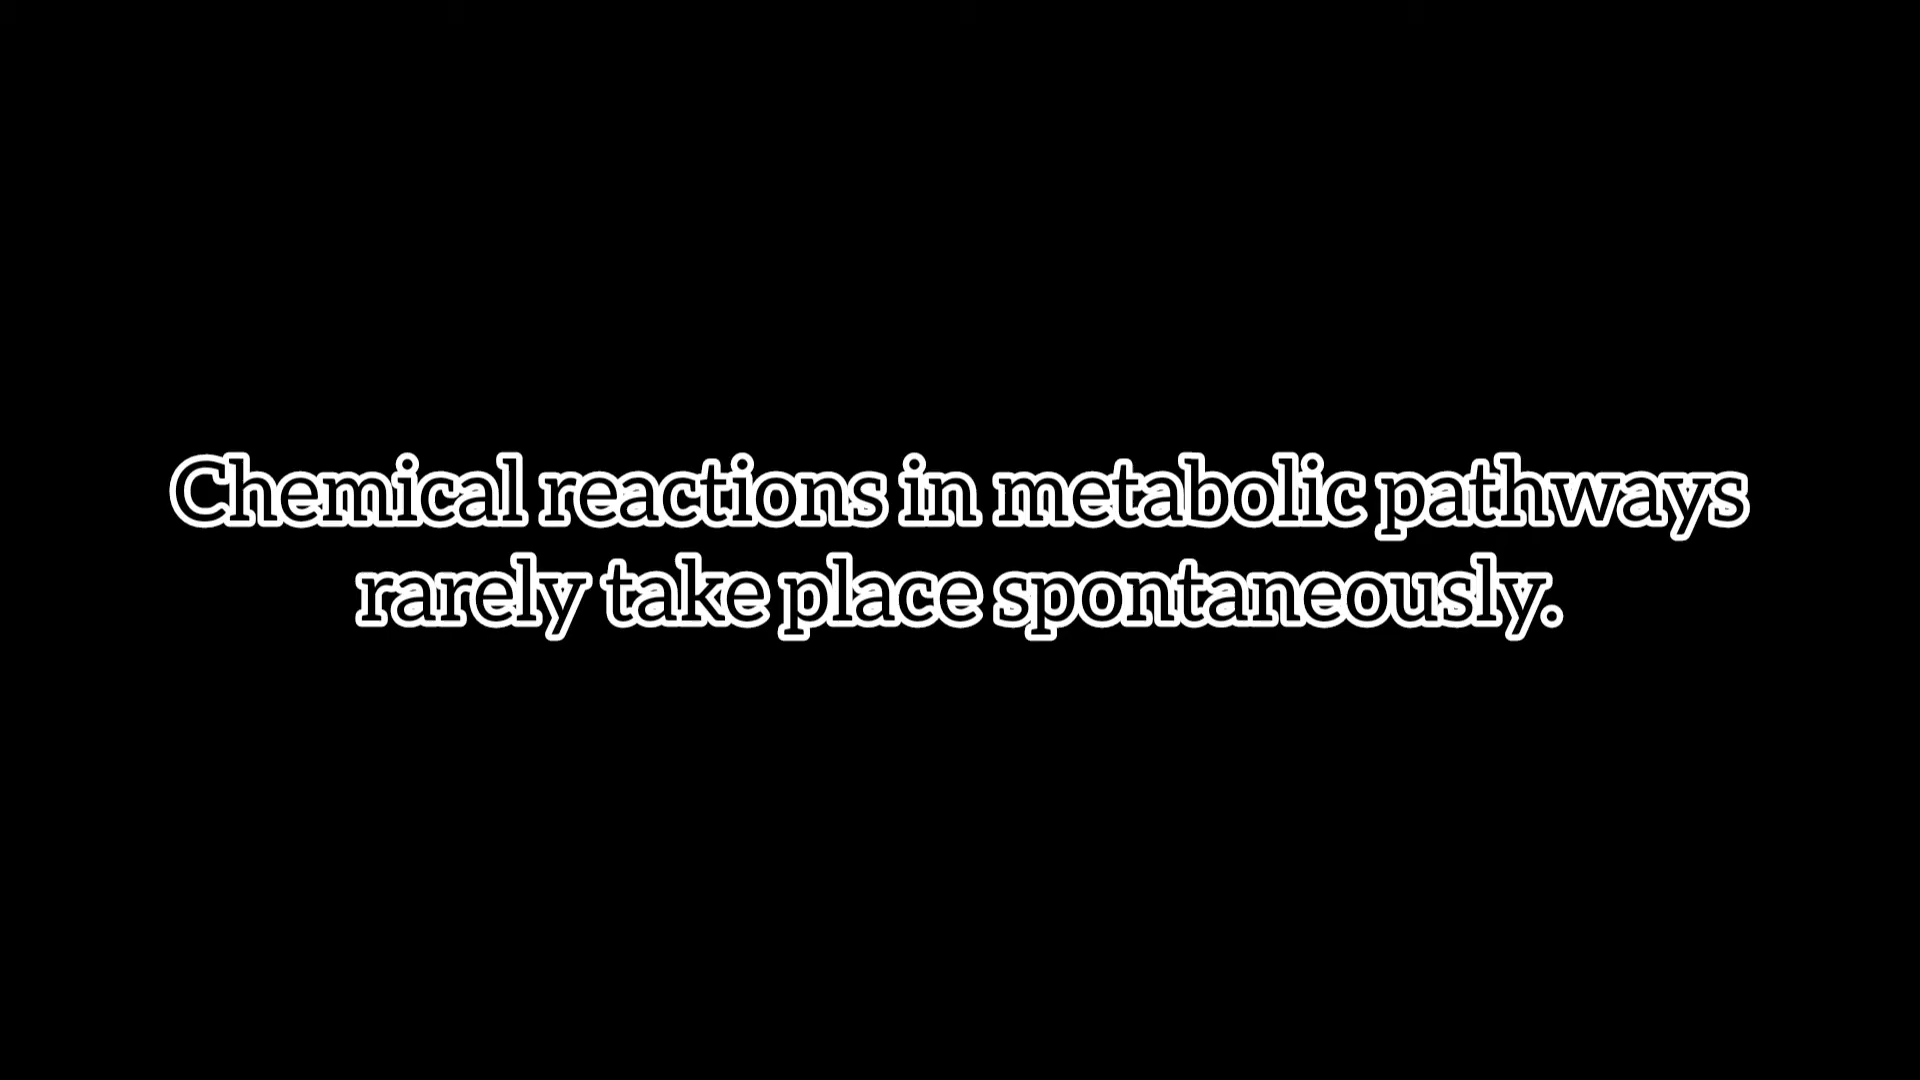 Chemical reactions in metabolic pathways
rarely take place spontaneously.